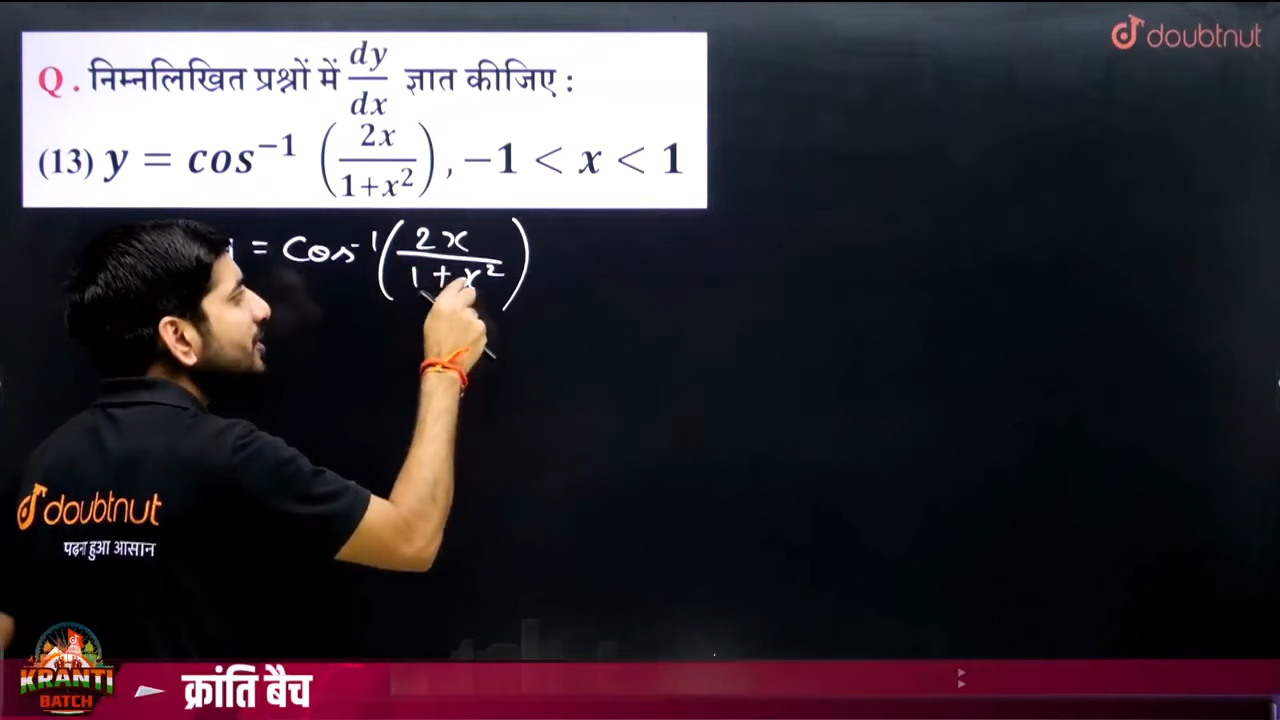 doubtnut
Q . निम्नलिखित प्रश्नों में dy/dx ज्ञात कीजिए :
(13) y = cos⁻¹ (2x/1+x²), -1 < x < 1
= Cos⁻¹ (2x/1+x²)
doubtnut
पढ़ना हुआ आसान
KRANTI
BATCH
क्रांति बैच